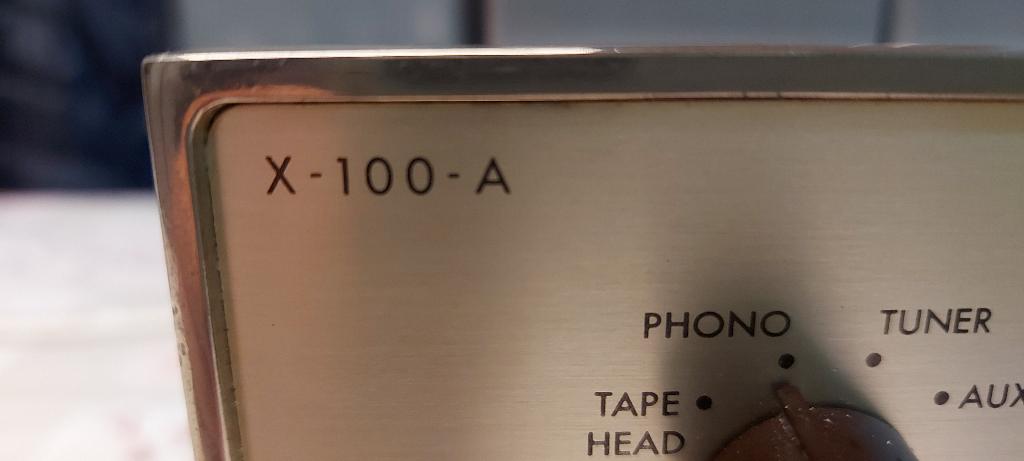 X-100-A
PHONO
TUNER
TAPE
HEAD
AUX